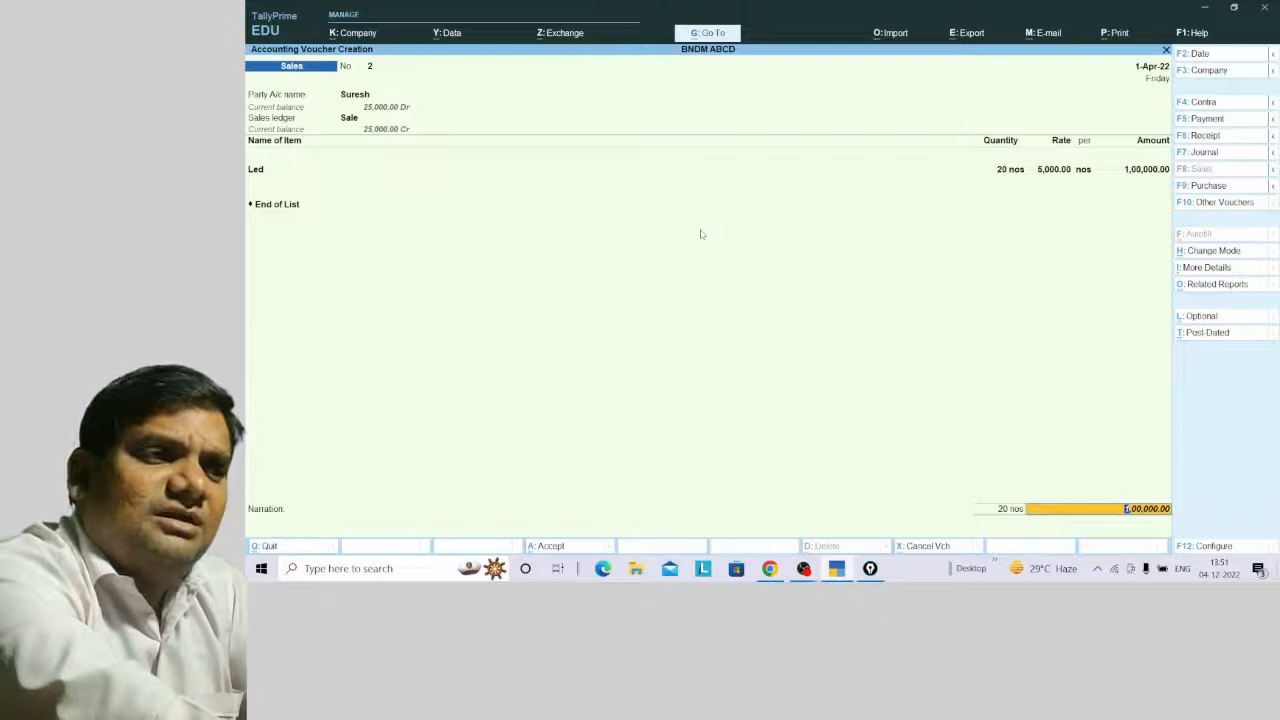 TallyPrime
EDU
MANAGE
K: Company
Y: Data
Z: Exchange
G: Go To
O: Import
E: Export
M: E-mail
P: Print
F1: Help
Accounting Voucher Creation
BNDM ABCD
Sales
No 2
1-Apr-22
Friday
Party A/c name Suresh
Current balance 25,000.00 Dr
Sales ledger Sale
Current balance 25,000.00 Cr
Name of Item Quantity Rate per Amount
Led 20 nos 5,000.00 nos 1,00,000.00
♦ End of List
Narration: 20 nos 1,00,000.00
F2: Date
F3: Company
F4: Contra
F5: Payment
F6: Receipt
F7: Journal
F8: Sales
F9: Purchase
F10: Other Vouchers
F: Autofill
H: Change Mode
I: More Details
O: Related Reports
L: Optional
T: Post-Dated
Q: Quit
A: Accept
D: Delete
X: Cancel Vch
F12: Configure
Type here to search
Desktop
29°C Haze
ENG
13:51
04-12-2022